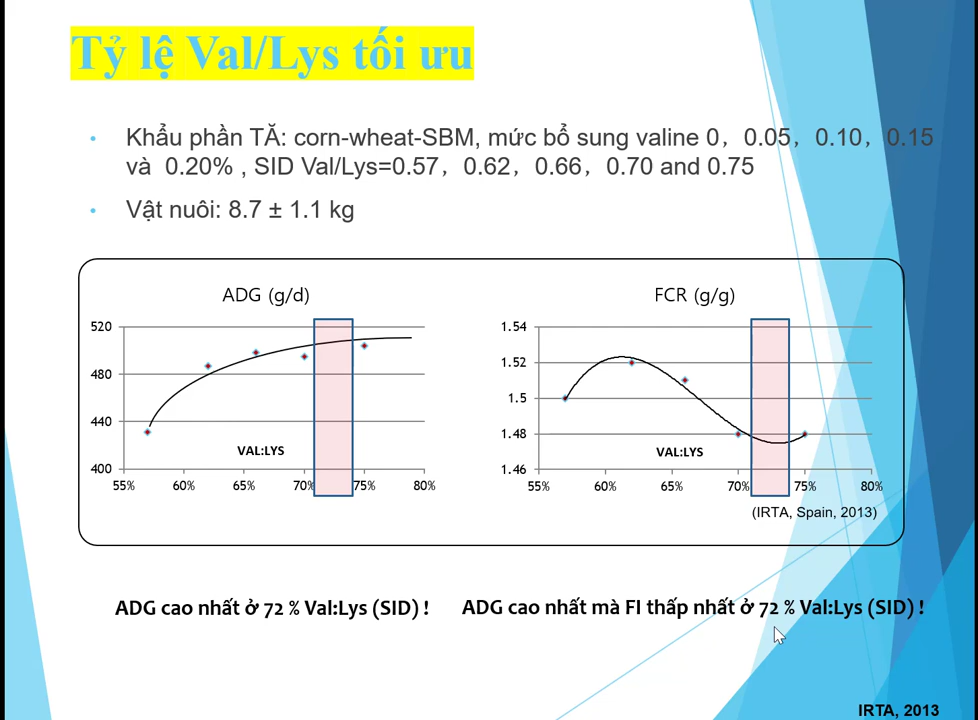 Tỷ lệ Val/Lys tối ưu
• Khẩu phần TĂ: corn-wheat-SBM, mức bổ sung valine 0，0.05，0.10，0.15
và 0.20% , SID Val/Lys=0.57，0.62，0.66，0.70 and 0.75
• Vật nuôi: 8.7 ± 1.1 kg
ADG (g/d)
520
480
440
400
VAL:LYS
55% 60% 65% 70% 75% 80%
FCR (g/g)
1.54
1.52
1.5
1.48
1.46
VAL:LYS
55% 60% 65% 70% 75% 80%
(IRTA, Spain, 2013)
ADG cao nhất ở 72 % Val:Lys (SID) !
ADG cao nhất mà FI thấp nhất ở 72 % Val:Lys (SID) !
IRTA, 2013